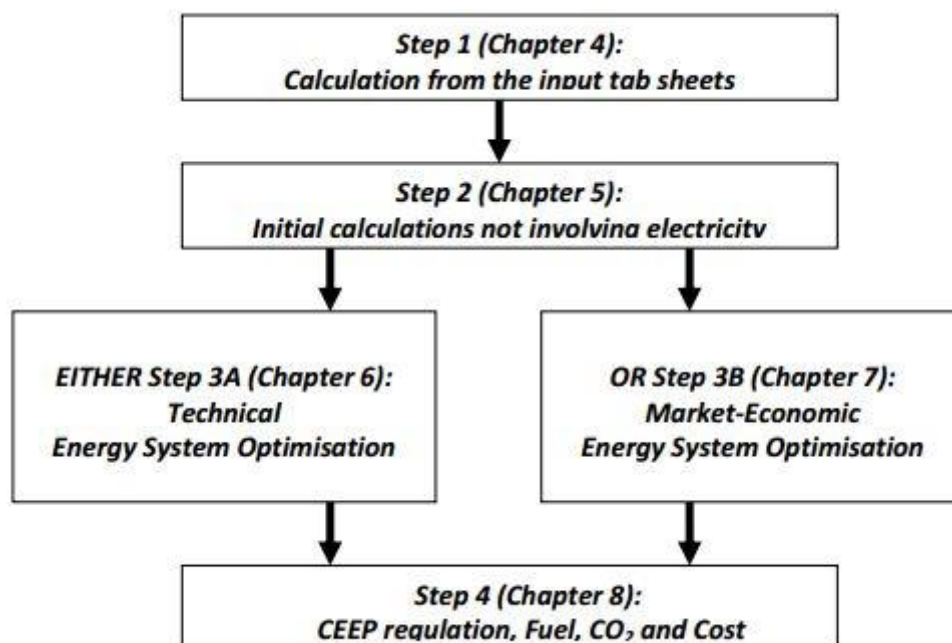 Step 1 (Chapter 4):
Calculation from the input tab sheets
Step 2 (Chapter 5):
Initial calculations not involving electricity
EITHER Step 3A (Chapter 6):
Technical
Energy System Optimisation
OR Step 3B (Chapter 7):
Market-Economic
Energy System Optimisation
Step 4 (Chapter 8):
CEEP regulation, Fuel, CO₂ and Cost